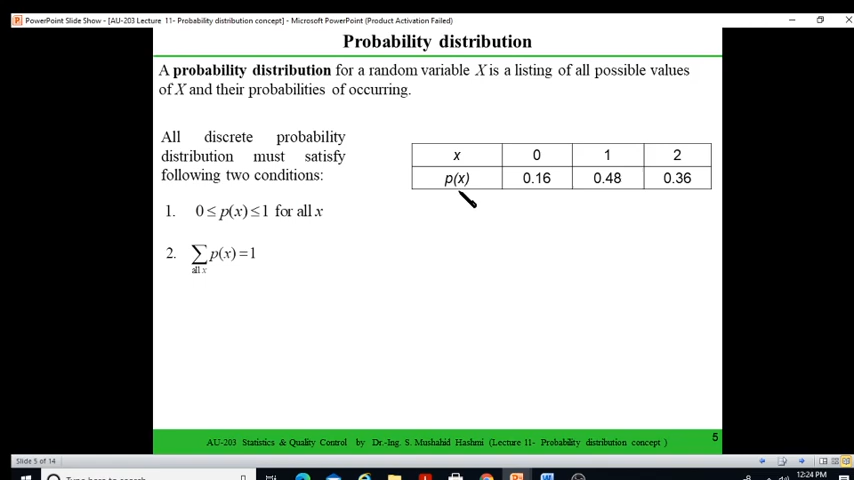 PowerPoint Slide Show - [AU-203 Lecture 11- Probability distribution concept] - Microsoft PowerPoint (Product Activation Failed)
Probability distribution
A probability distribution for a random variable X is a listing of all possible values
of X and their probabilities of occurring.
All discrete probability
distribution must satisfy
following two conditions:
1. 0 ≤ p(x) ≤ 1 for all x
2. ∑ p(x) = 1
all x
x 0 1 2
p(x) 0.16 0.48 0.36
AU-203 Statistics & Quality Control by Dr.-Ing. S. Mushahid Hashmi (Lecture 11- Probability distribution concept )
5
Slide 5 of 14
Type here to search
12:24 PM